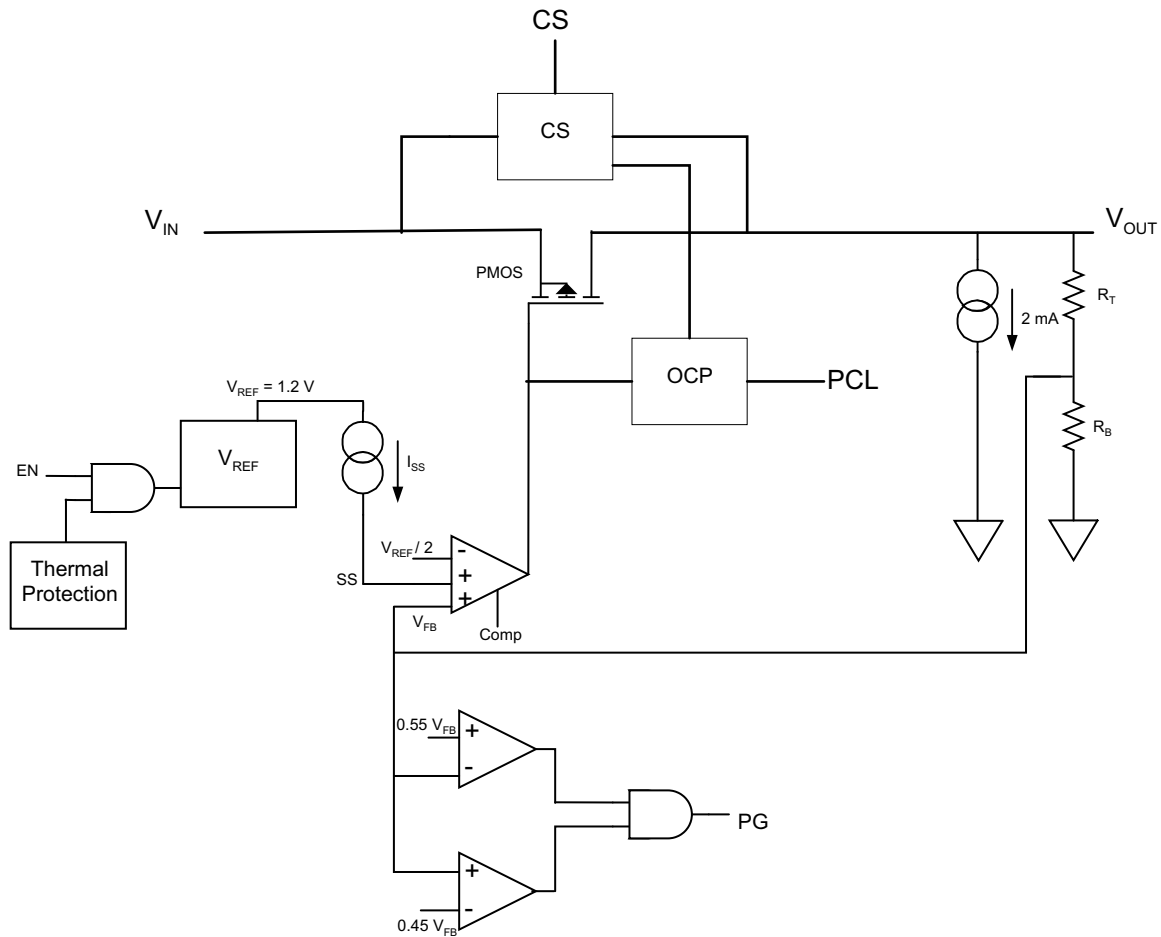 CS
CS
V_IN
V_OUT
PMOS
R_T
2 mA
OCP
PCL
V_REF = 1.2 V
R_B
V_REF
I_SS
EN
V_REF / 2
-
Thermal
Protection
SS
+
+
V_FB
Comp
0.55 V_FB
+
-
PG
+
0.45 V_FB
-